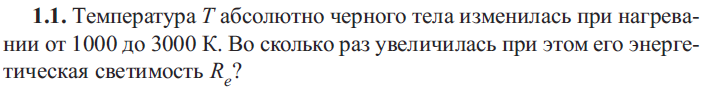 1.1. Температура T абсолютно черного тела изменилась при нагрева-
нии от 1000 до 3000 К. Во сколько раз увеличилась при этом его энерге-
тическая светимость Re?